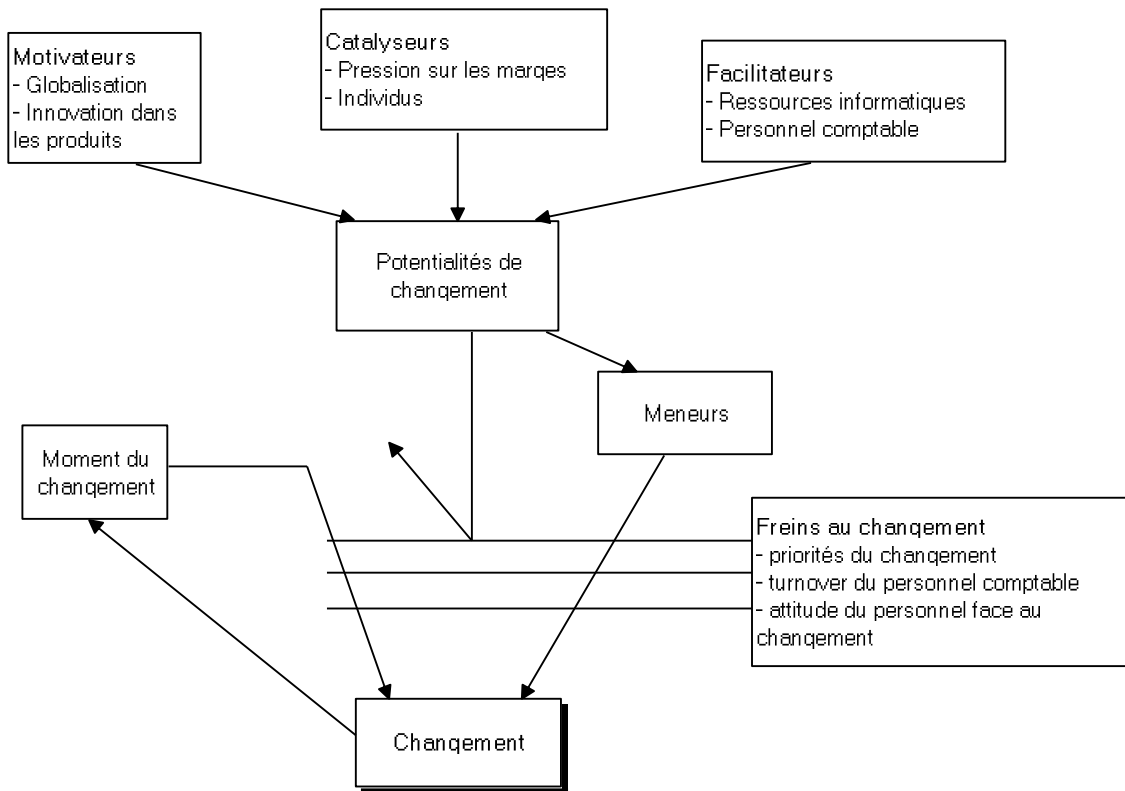 Motivateurs
- Globalisation
- Innovation dans
les produits
Catalyseurs
- Pression sur les marges
- Individus
Facilitateurs
- Ressources informatiques
- Personnel comptable
Potentialités de
changement
Meneurs
Moment du
changement
Freins au changement
- priorités du changement
- turnover du personnel comptable
- attitude du personnel face au
changement
Changement